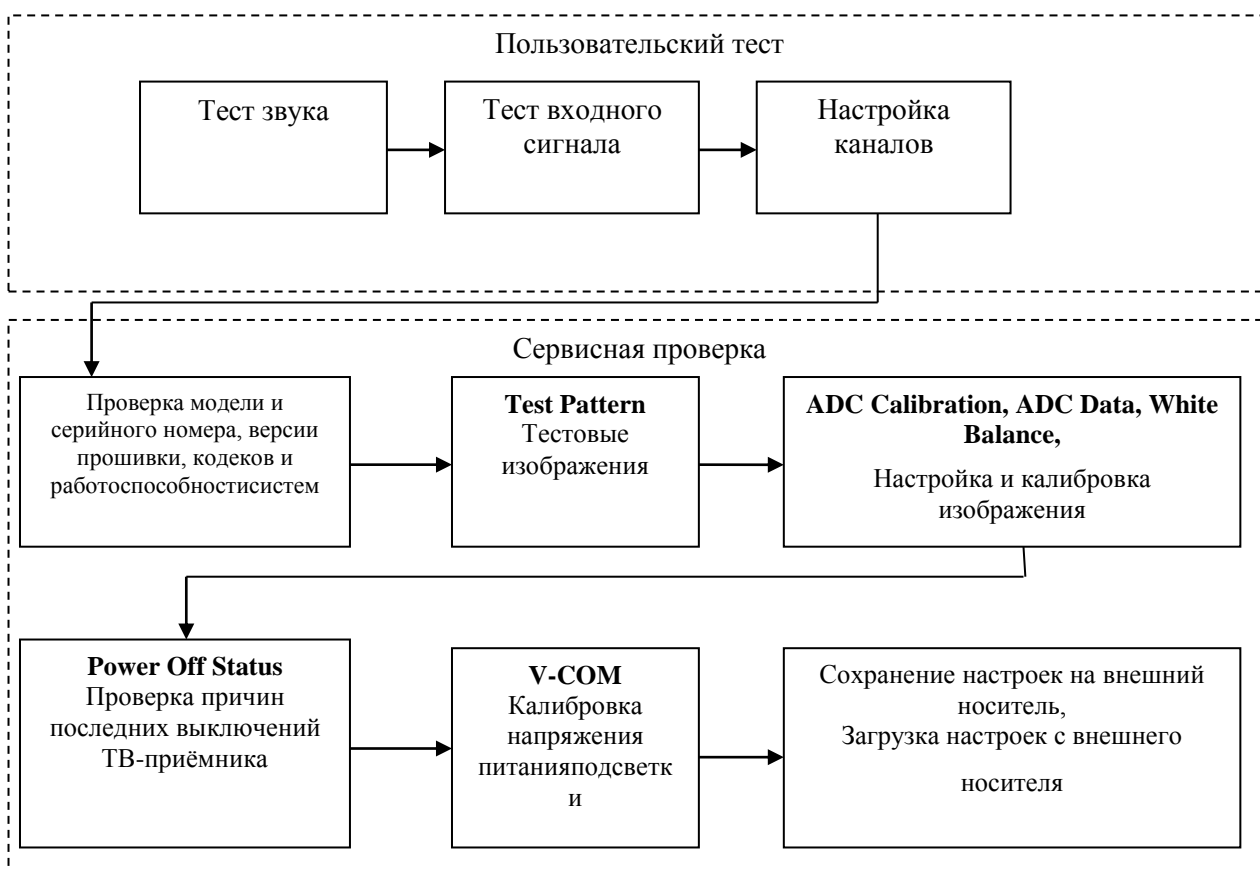 Пользовательский тест
Тест звука
Тест входного
сигнала
Настройка
каналов
Сервисная проверка
Проверка модели и
серийного номера, версии
прошивки, кодеков и
работоспособностисистем
Test Pattern
Тестовые
изображения
ADC Calibration, ADC Data, White
Balance,
Настройка и калибровка
изображения
Power Off Status
Проверка причин
последних выключений
ТВ-приёмника
V-COM
Калибровка
напряжения
питанияподсветк
и
Сохранение настроек на внешний
носитель,
Загрузка настроек с внешнего
носителя